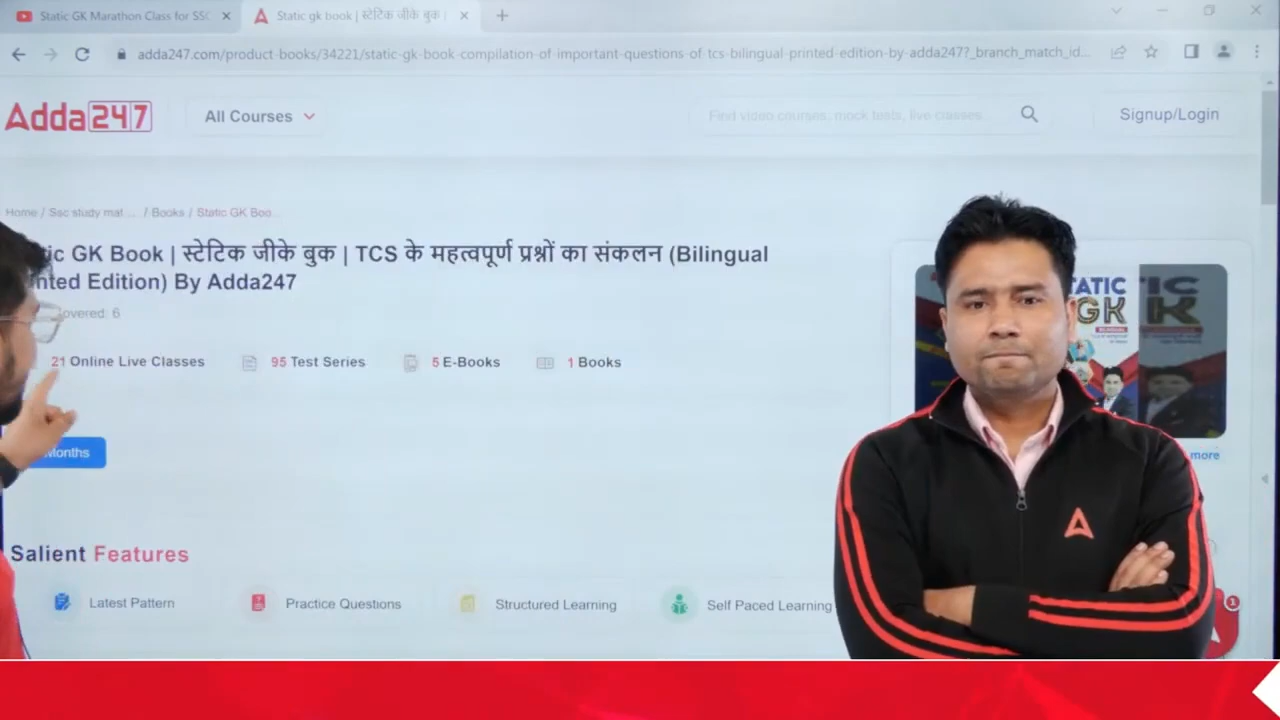 Static GK Marathon Class for SSC
Static gk book | स्टेटिक जीके बुक |
adda247.com/product-books/34221/static-gk-book-compilation-of-important-questions-of-tcs-bilingual-printed-edition-by-adda247?_branch_match_id...
Adda247
All Courses
Find video courses, mock tests, live classes
Signup/Login
Home / Ssc study mat... / Books / Static GK Boo...
tic GK Book | स्टेटिक जीके बुक | TCS के महत्वपूर्ण प्रश्नों का संकलन (Bilingual
nted Edition) By Adda247
overed: 6
21 Online Live Classes
95 Test Series
5 E-Books
1 Books
Months
TATIC
GK
TIC
K
more
Salient Features
Latest Pattern
Practice Questions
Structured Learning
Self Paced Learning
1